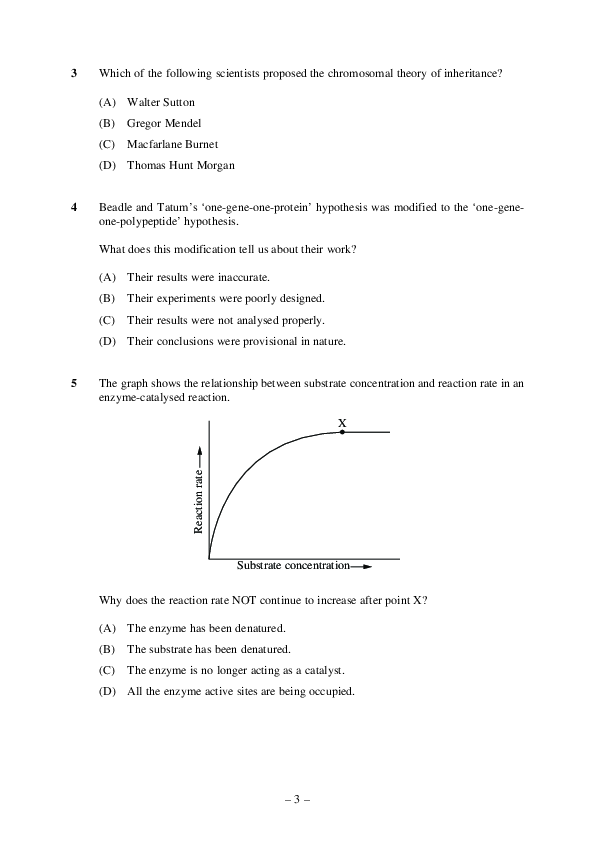 3 Which of the following scientists proposed the chromosomal theory of inheritance?
(A) Walter Sutton
(B) Gregor Mendel
(C) Macfarlane Burnet
(D) Thomas Hunt Morgan
4 Beadle and Tatum’s ‘one-gene-one-protein’ hypothesis was modified to the ‘one-gene-
one-polypeptide’ hypothesis.
What does this modification tell us about their work?
(A) Their results were inaccurate.
(B) Their experiments were poorly designed.
(C) Their results were not analysed properly.
(D) Their conclusions were provisional in nature.
5 The graph shows the relationship between substrate concentration and reaction rate in an
enzyme-catalysed reaction.
X
Reaction rate
Substrate concentration
Why does the reaction rate NOT continue to increase after point X?
(A) The enzyme has been denatured.
(B) The substrate has been denatured.
(C) The enzyme is no longer acting as a catalyst.
(D) All the enzyme active sites are being occupied.
– 3 –